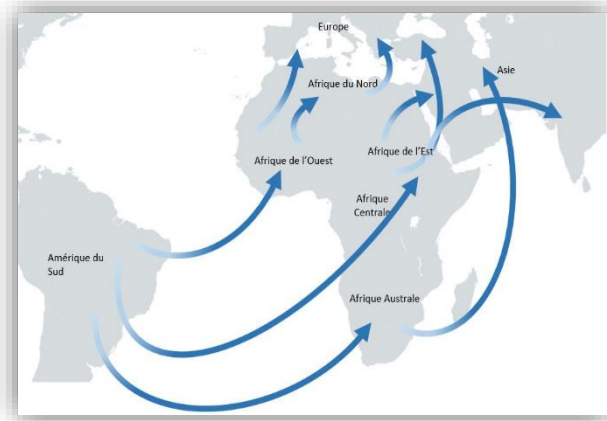 Europe
Asie
Afrique du Nord
Afrique de l'Ouest
Afrique de l'Est
Afrique
Centrale
Amérique du
Sud
Afrique Australe